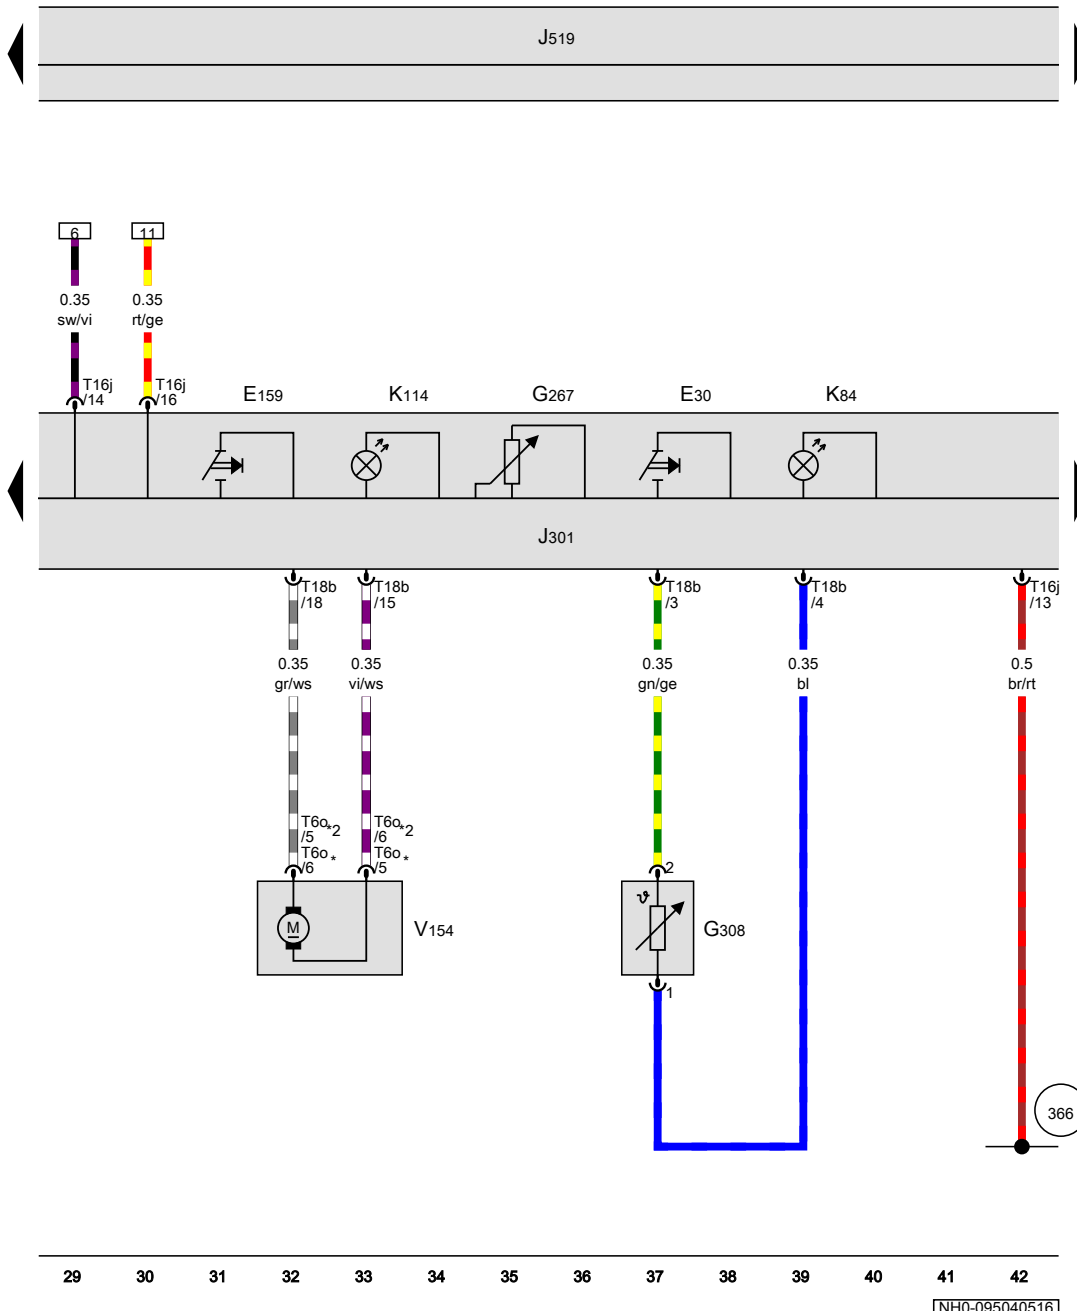 J519
6 11
0.35 0.35
sw/vi rt/ge
T16j T16j
/14 /16
E159 K114 G267 E30 K84
J301
T18b T18b T18b T18b T16j
/18 /15 /3 /4 /13
0.35 0.35 0.35 0.35 0.5
gr/ws vi/ws gn/ge bl br/rt
T6o*2 T6o*2
/5 /6
T6o* T6o*
/6 /5 2
ϑ
M V154 G308
1
366
29 30 31 32 33 34 35 36 37 38 39 40 41 42
NH0-095040516